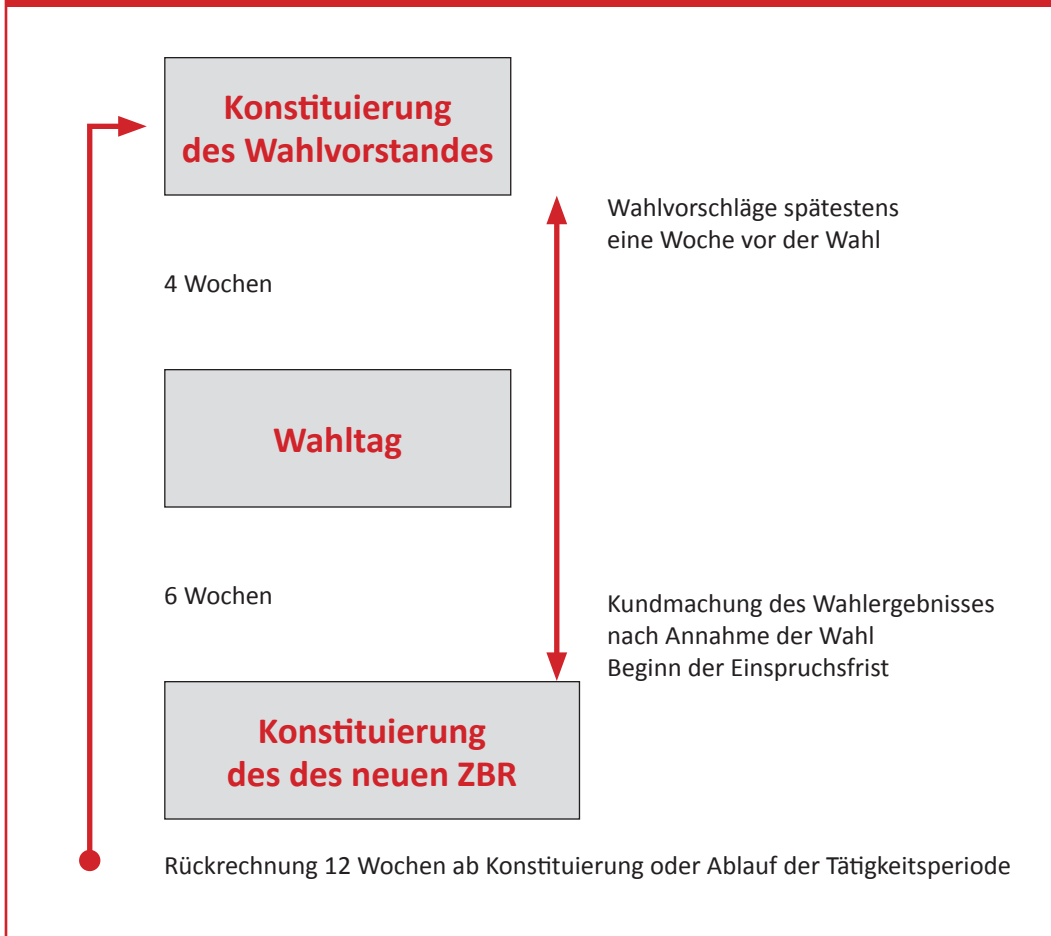 Konstituierung
des Wahlvorstandes
Wahlvorschläge spätestens
eine Woche vor der Wahl
4 Wochen
Wahltag
6 Wochen
Kundmachung des Wahlergebnisses
nach Annahme der Wahl
Beginn der Einspruchsfrist
Konstituierung
des des neuen ZBR
Rückrechnung 12 Wochen ab Konstituierung oder Ablauf der Tätigkeitsperiode